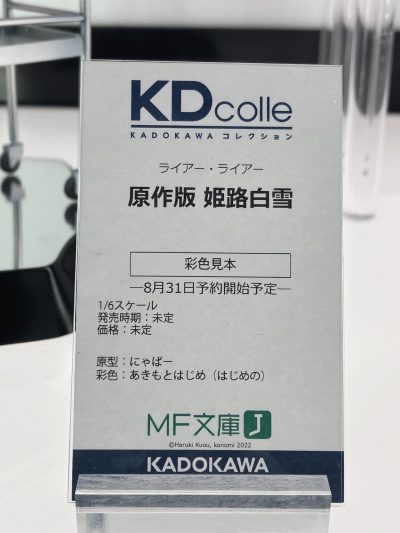 KDcolle
KADOKAWA コレクション
ライアー・ライアー
原作版 姫路白雪
彩色見本
―8月31日予約開始予定―
1/6スケール
発売時期：未定
価格：未定
原型：にゃばー
彩色：あきもとはじめ（はじめの）
MF文庫J
©Haruki Kuou, konomi 2022
KADOKAWA